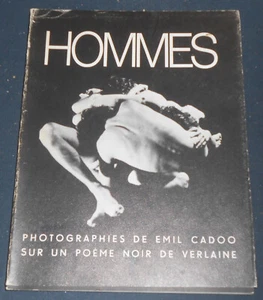 HOMMES
PHOTOGRAPHIES DE EMIL CADOO
SUR UN POÈME NOIR DE VERLAINE